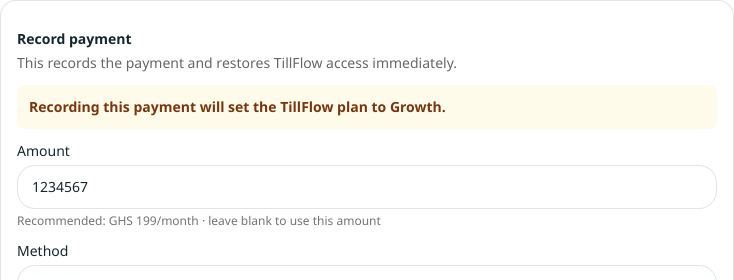 Record payment
This records the payment and restores TillFlow access immediately.
Recording this payment will set the TillFlow plan to Growth.
Amount
1234567
Recommended: GHS 199/month · leave blank to use this amount
Method